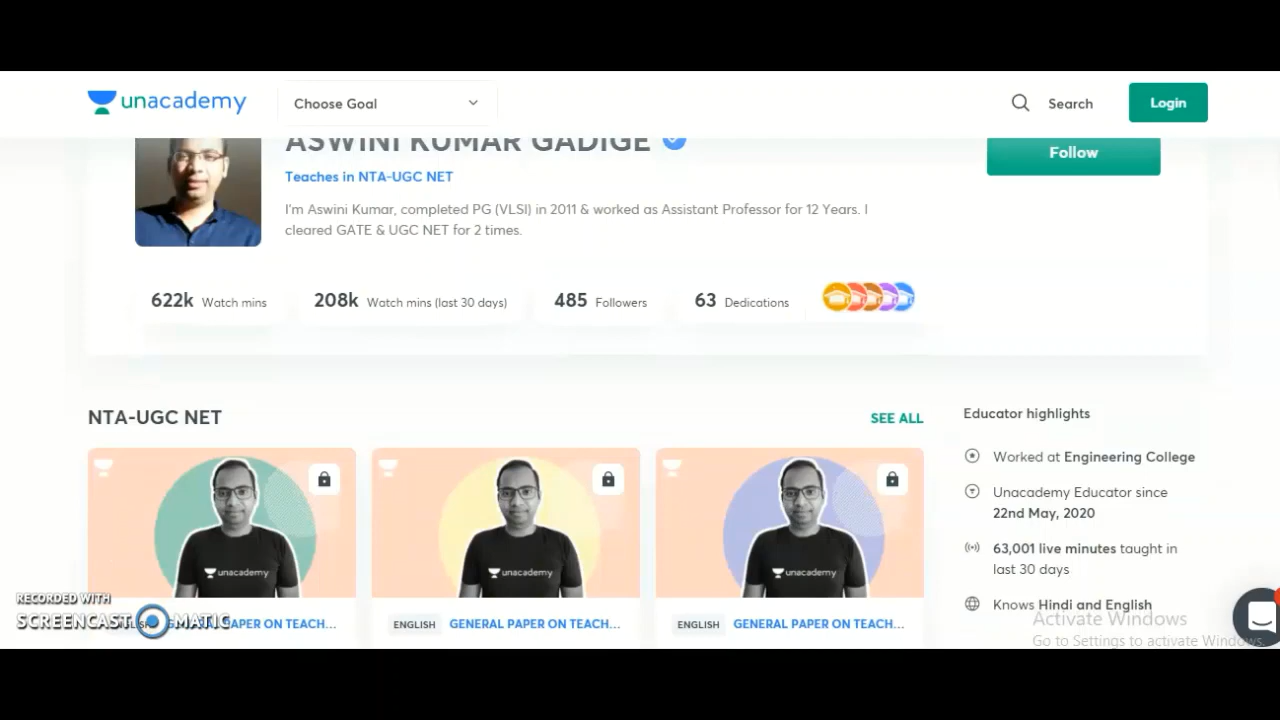 unacademy
Choose Goal
Search
Login
ASWINI KUMAR GADIGE
Follow
Teaches in NTA-UGC NET
I'm Aswini Kumar, completed PG (VLSI) in 2011 & worked as Assistant Professor for 12 Years. I
cleared GATE & UGC NET for 2 times.
622k Watch mins
208k Watch mins (last 30 days)
485 Followers
63 Dedications
NTA-UGC NET
SEE ALL
unacademy
unacademy
unacademy
GENERAL PAPER ON TEACH...
ENGLISH GENERAL PAPER ON TEACH...
ENGLISH GENERAL PAPER ON TEACH...
Educator highlights
Worked at Engineering College
Unacademy Educator since
22nd May, 2020
63,001 live minutes taught in
last 30 days
Knows Hindi and English
RECORDED WITH
SCREENCAST-O-MATIC
Activate Windows
Go to Settings to activate Windows.